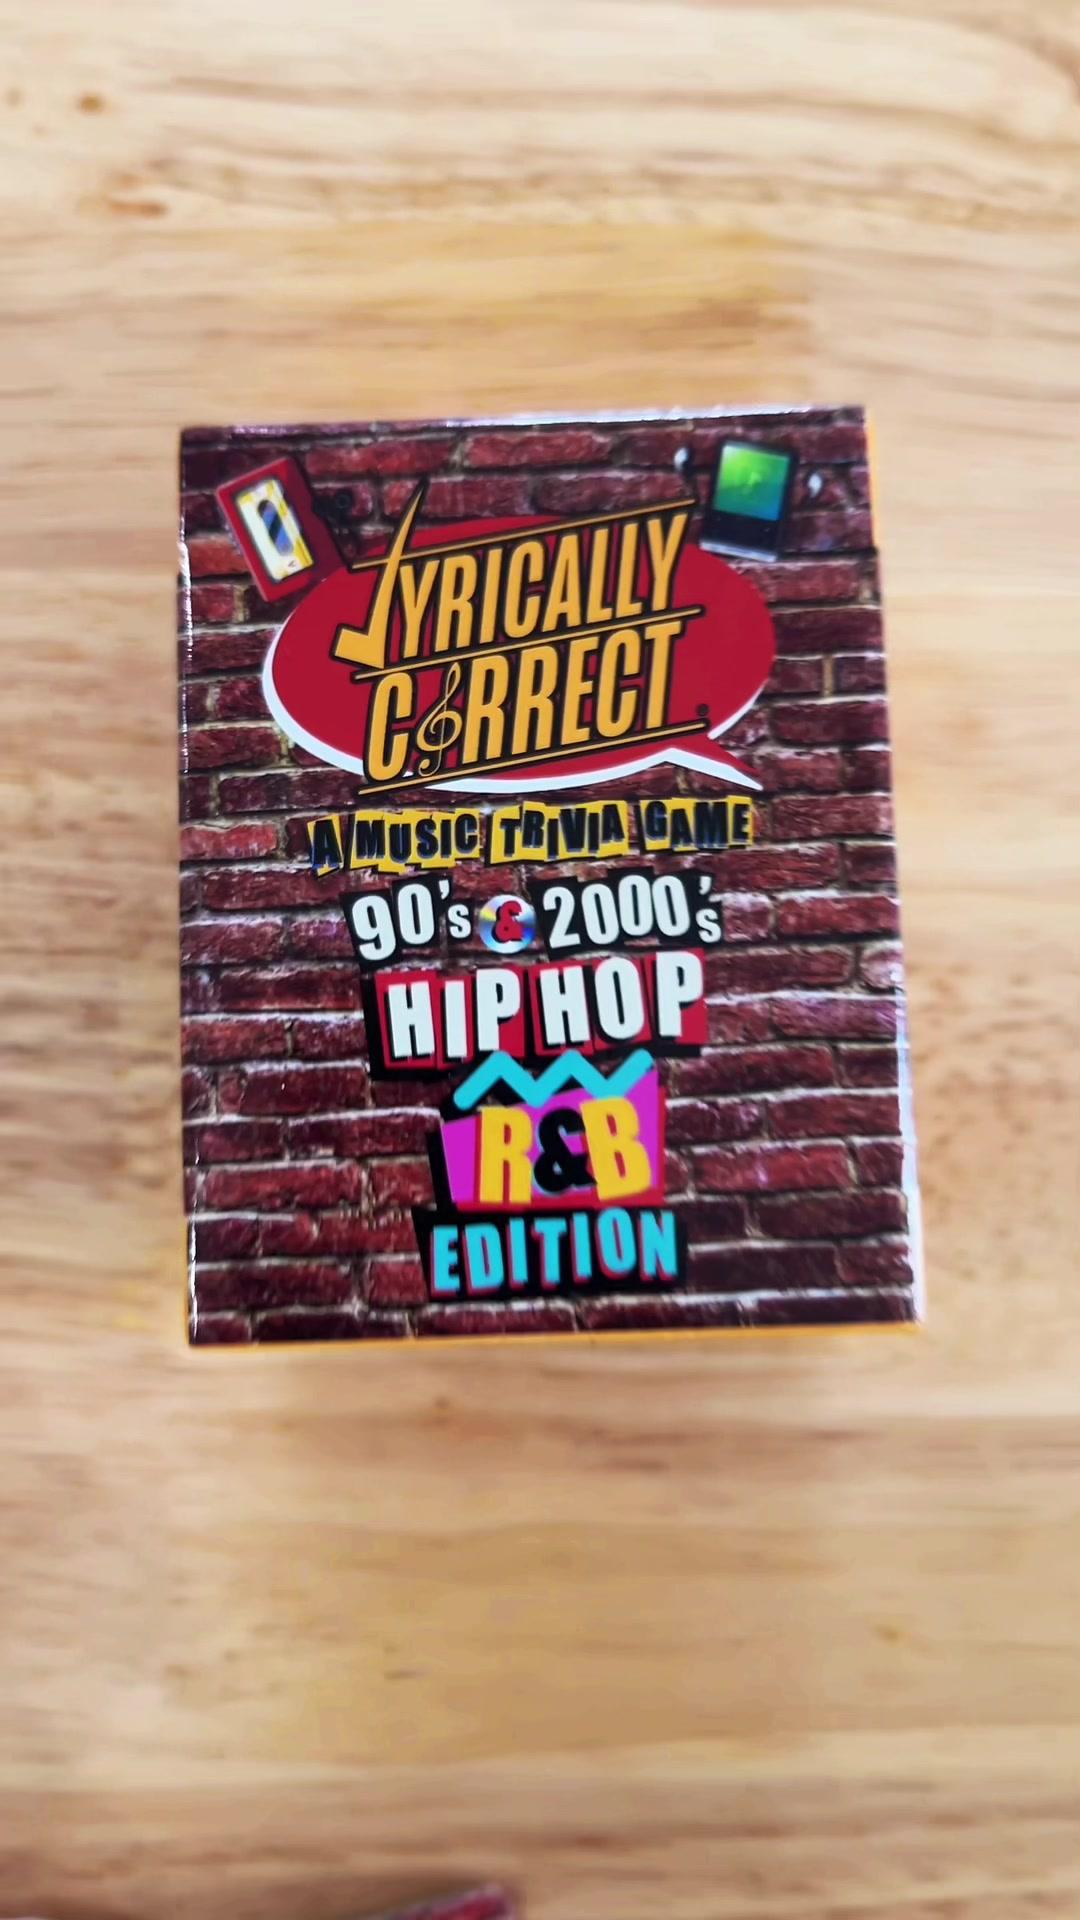 LYRICALLY
CORRECT®
A MUSIC TRIVIA GAME
90's & 2000's
HIP HOP
R&B
EDITION